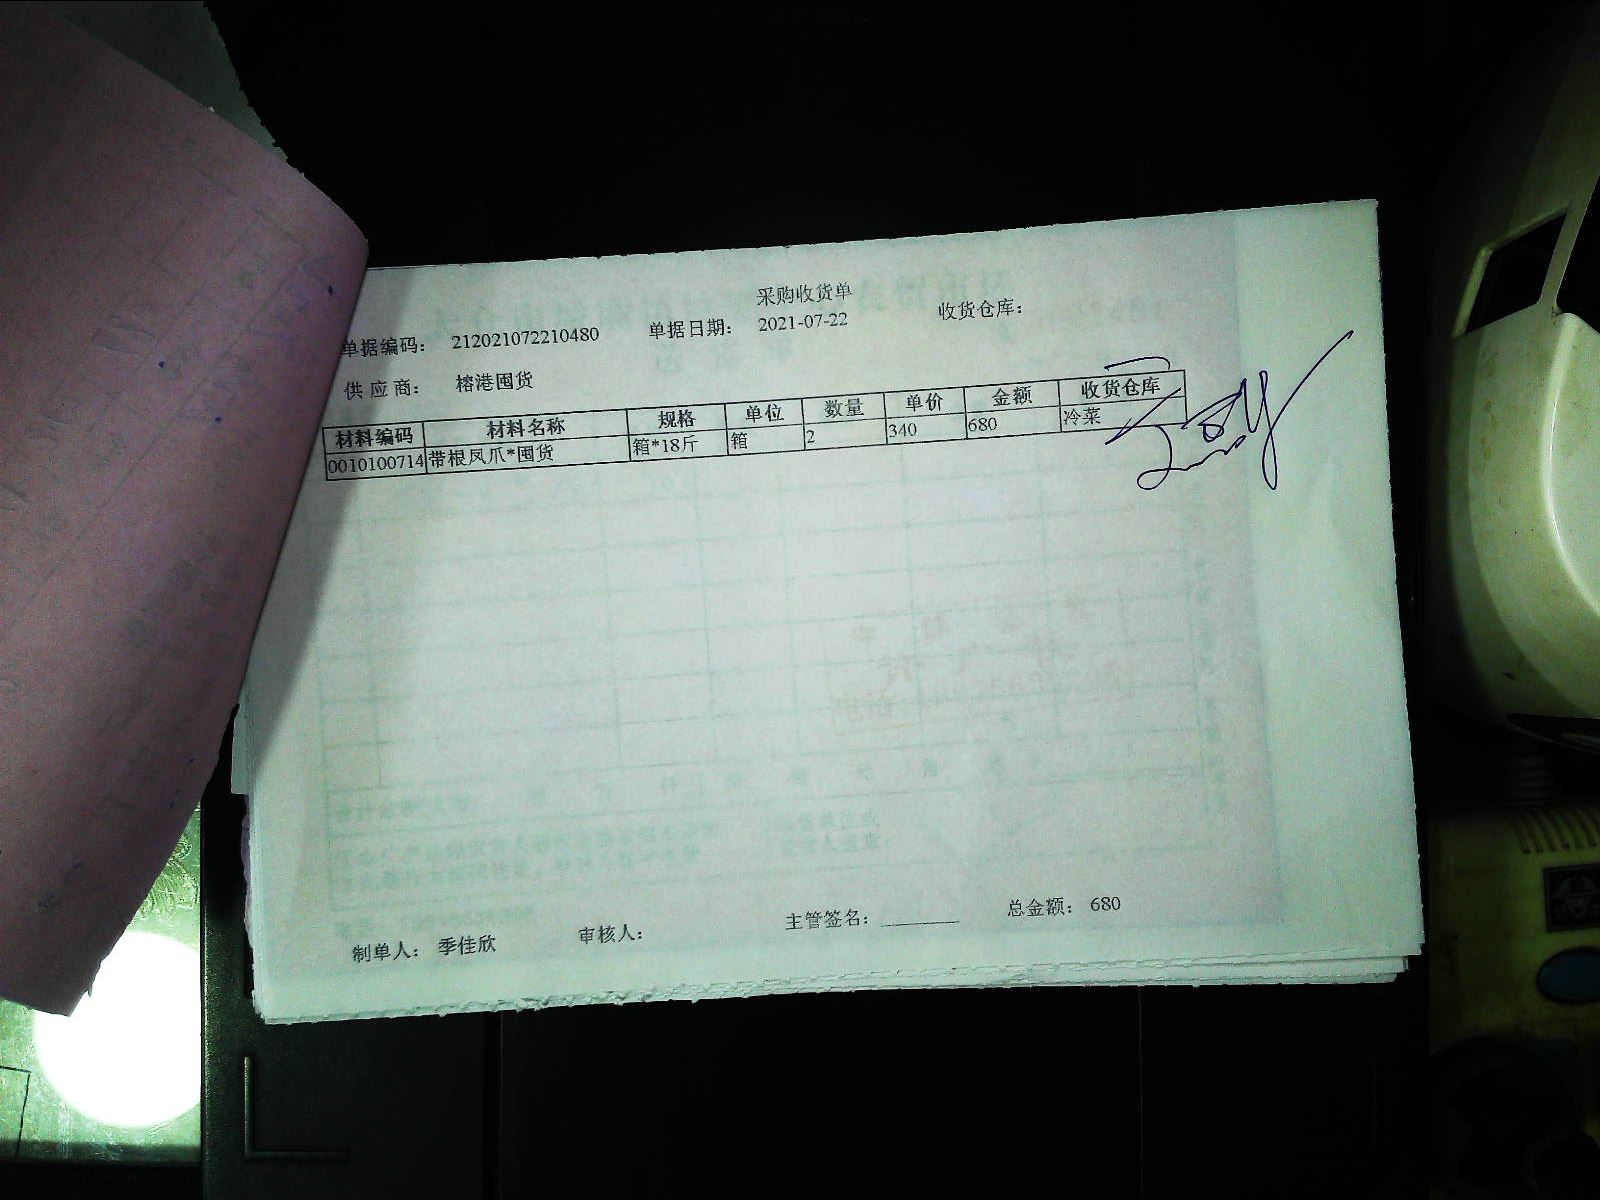 采购收货单
单据编码： 212021072210480 单据日期： 2021-07-22 收货仓库：
供应商： 榕港囤货
材料编码 材料名称 规格 单位 数量 单价 金额 收货仓库
0010100714 带根凤爪*囤货 箱*18斤 箱 2 340 680 冷菜
制单人： 季佳欣 审核人： 主管签名： 总金额： 680